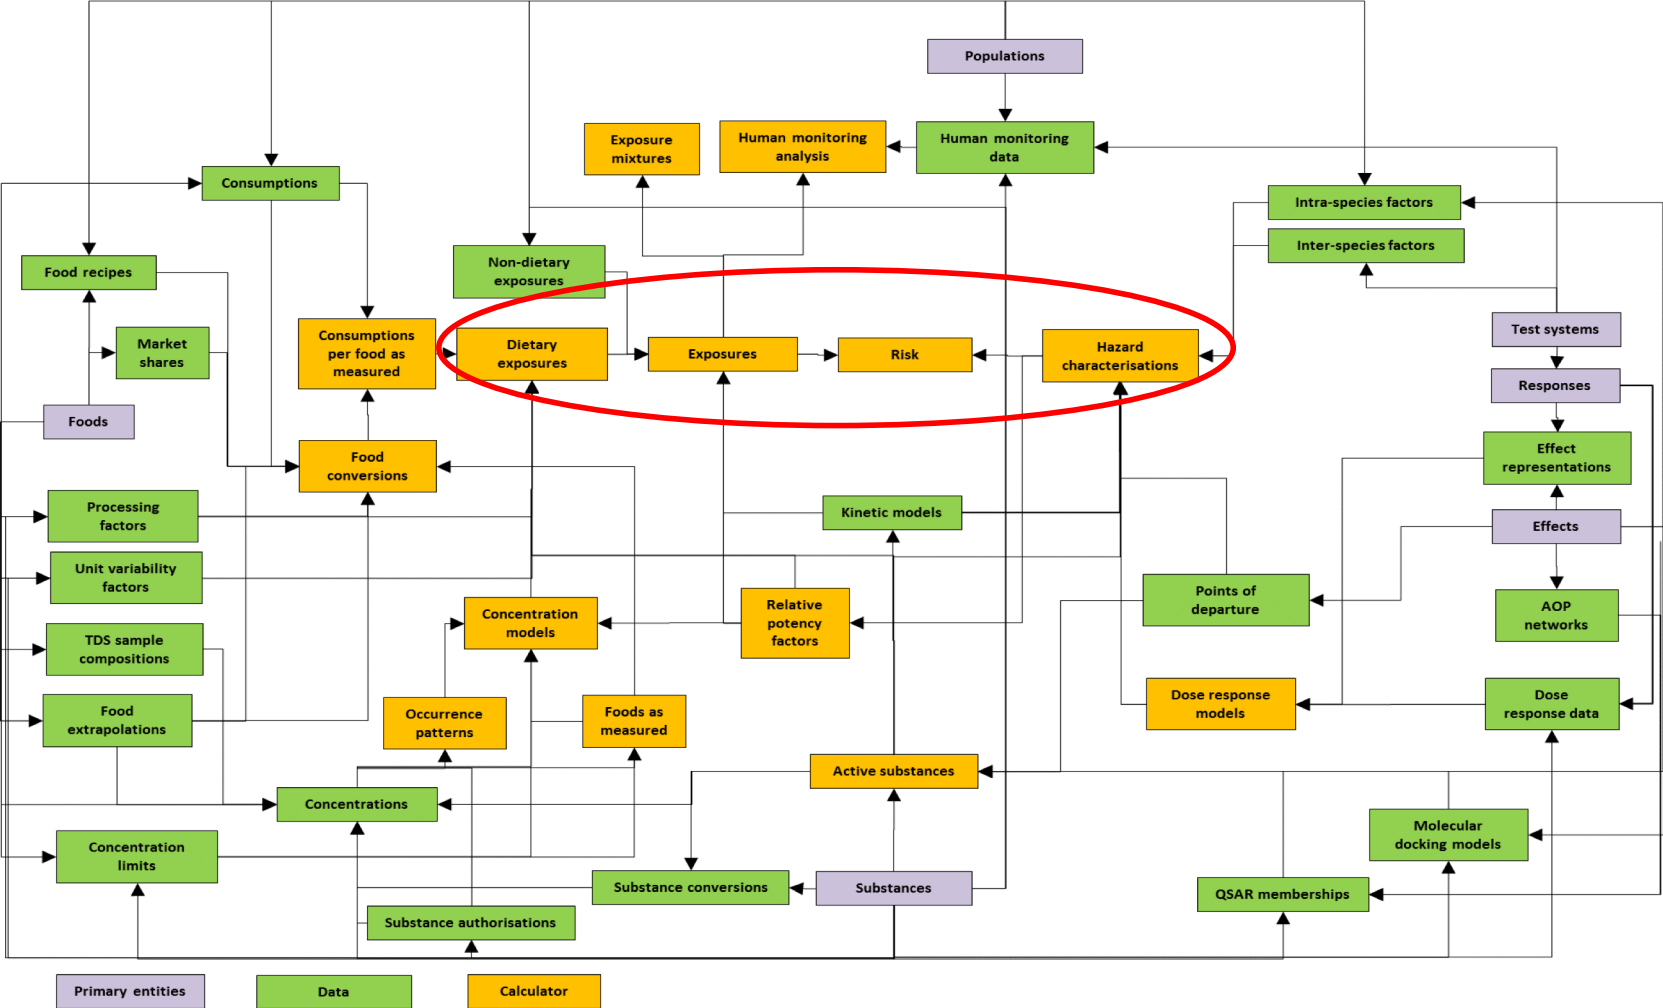 Populations
Exposure
mixtures
Human monitoring
analysis
Human monitoring
data
Consumptions
Intra-species factors
Inter-species factors
Food recipes
Non-dietary
exposures
Market
shares
Consumptions
per food as
measured
Dietary
exposures
Exposures
Risk
Hazard
characterisations
Test systems
Responses
Foods
Food
conversions
Effect
representations
Processing
factors
Kinetic models
Effects
Unit variability
factors
Concentration
models
Relative
potency
factors
Points of
departure
AOP
networks
TDS sample
compositions
Food
extrapolations
Occurrence
patterns
Foods as
measured
Dose response
models
Dose
response data
Active substances
Concentrations
Molecular
docking models
Concentration
limits
Substance conversions
Substances
QSAR memberships
Substance authorisations
Primary entities
Data
Calculator